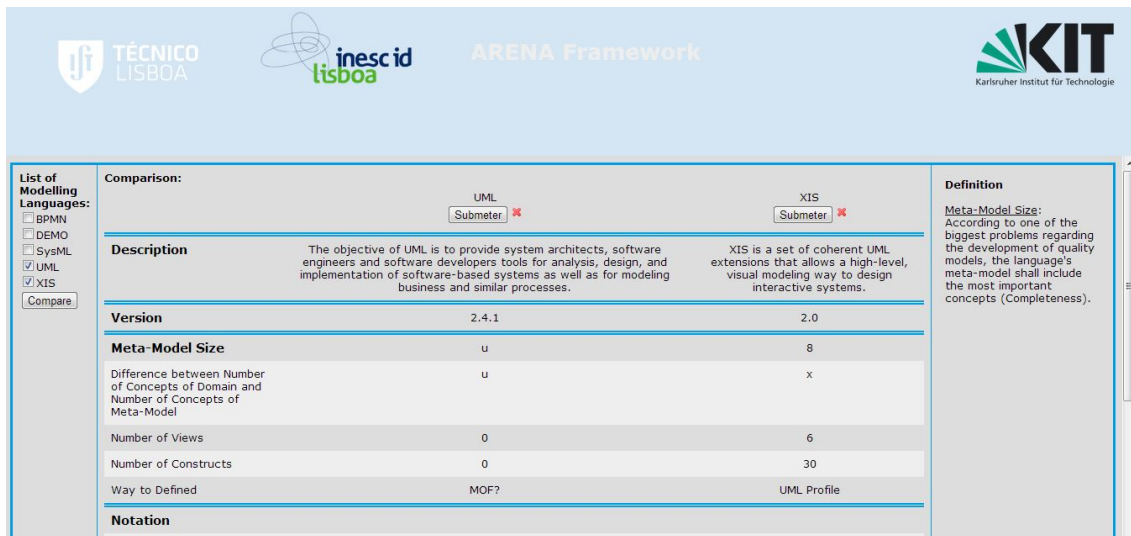 TÉCNICO
LISBOA
inesc id
lisboa
ARENA Framework
KIT
Karlsruher Institut für Technologie
List of
Modelling
Languages:
BPMN
DEMO
SysML
UML
XIS
Compare
Comparison:
UML
Submeter
XIS
Submeter
Description
The objective of UML is to provide system architects, software
engineers and software developers tools for analysis, design, and
implementation of software-based systems as well as for modeling
business and similar processes.
XIS is a set of coherent UML
extensions that allows a high-level,
visual modeling way to design
interactive systems.
Version
2.4.1
2.0
Meta-Model Size
u
8
Difference between Number
of Concepts of Domain and
Number of Concepts of
Meta-Model
u
x
Number of Views
0
6
Number of Constructs
0
30
Way to Defined
MOF?
UML Profile
Notation
Definition
Meta-Model Size:
According to one of the
biggest problems regarding
the development of quality
models, the language's
meta-model shall include
the most important
concepts (Completeness).